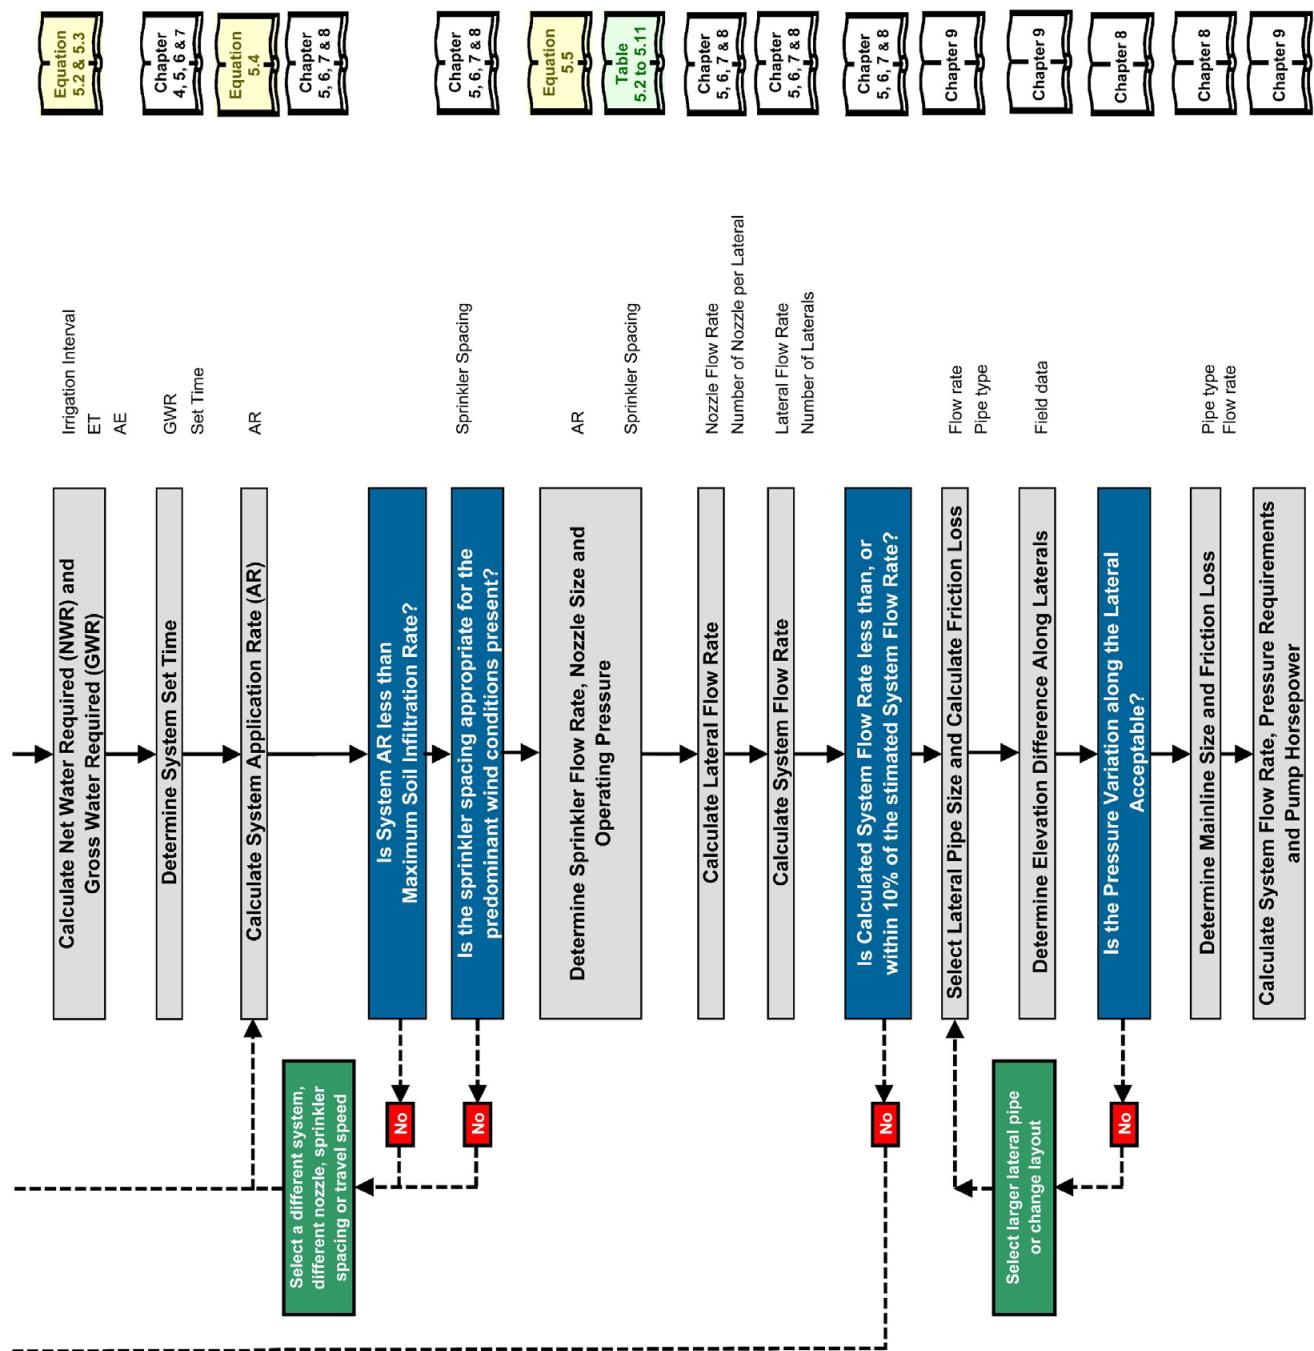 Equation
5.2 & 5.3
Chapter
4, 5, 6 & 7
Equation
5.4
Chapter
5, 6, 7 & 8
Chapter
5, 6, 7 & 8
Equation
5.5
Table
5.2 to 5.11
Chapter
5, 6, 7 & 8
Chapter
5, 6, 7 & 8
Chapter
5, 6, 7 & 8
Chapter 9
Chapter 9
Chapter 8
Chapter 8
Chapter 9
Irrigation Interval
ET
AE
GWR
Set Time
AR
Sprinkler Spacing
AR
Sprinkler Spacing
Nozzle Flow Rate
Number of Nozzle per Lateral
Lateral Flow Rate
Number of Laterals
Flow rate
Pipe type
Field data
Pipe type
Flow rate
Calculate Net Water Required (NWR) and
Gross Water Required (GWR)
Determine System Set Time
Calculate System Application Rate (AR)
Is System AR less than
Maximum Soil Infiltration Rate?
Is the sprinkler spacing appropriate for the
predominant wind conditions present?
Determine Sprinkler Flow Rate, Nozzle Size and
Operating Pressure
Calculate Lateral Flow Rate
Calculate System Flow Rate
Is Calculated System Flow Rate less than, or
within 10% of the stimated System Flow Rate?
Select Lateral Pipe Size and Calculate Friction Loss
Determine Elevation Difference Along Laterals
Is the Pressure Variation along the Lateral
Acceptable?
Determine Mainline Size and Friction Loss
Calculate System Flow Rate, Pressure Requirements
and Pump Horsepower
Select a different system,
different nozzle, sprinkler
spacing or travel speed
No
No
No
Select larger lateral pipe
or change layout
No